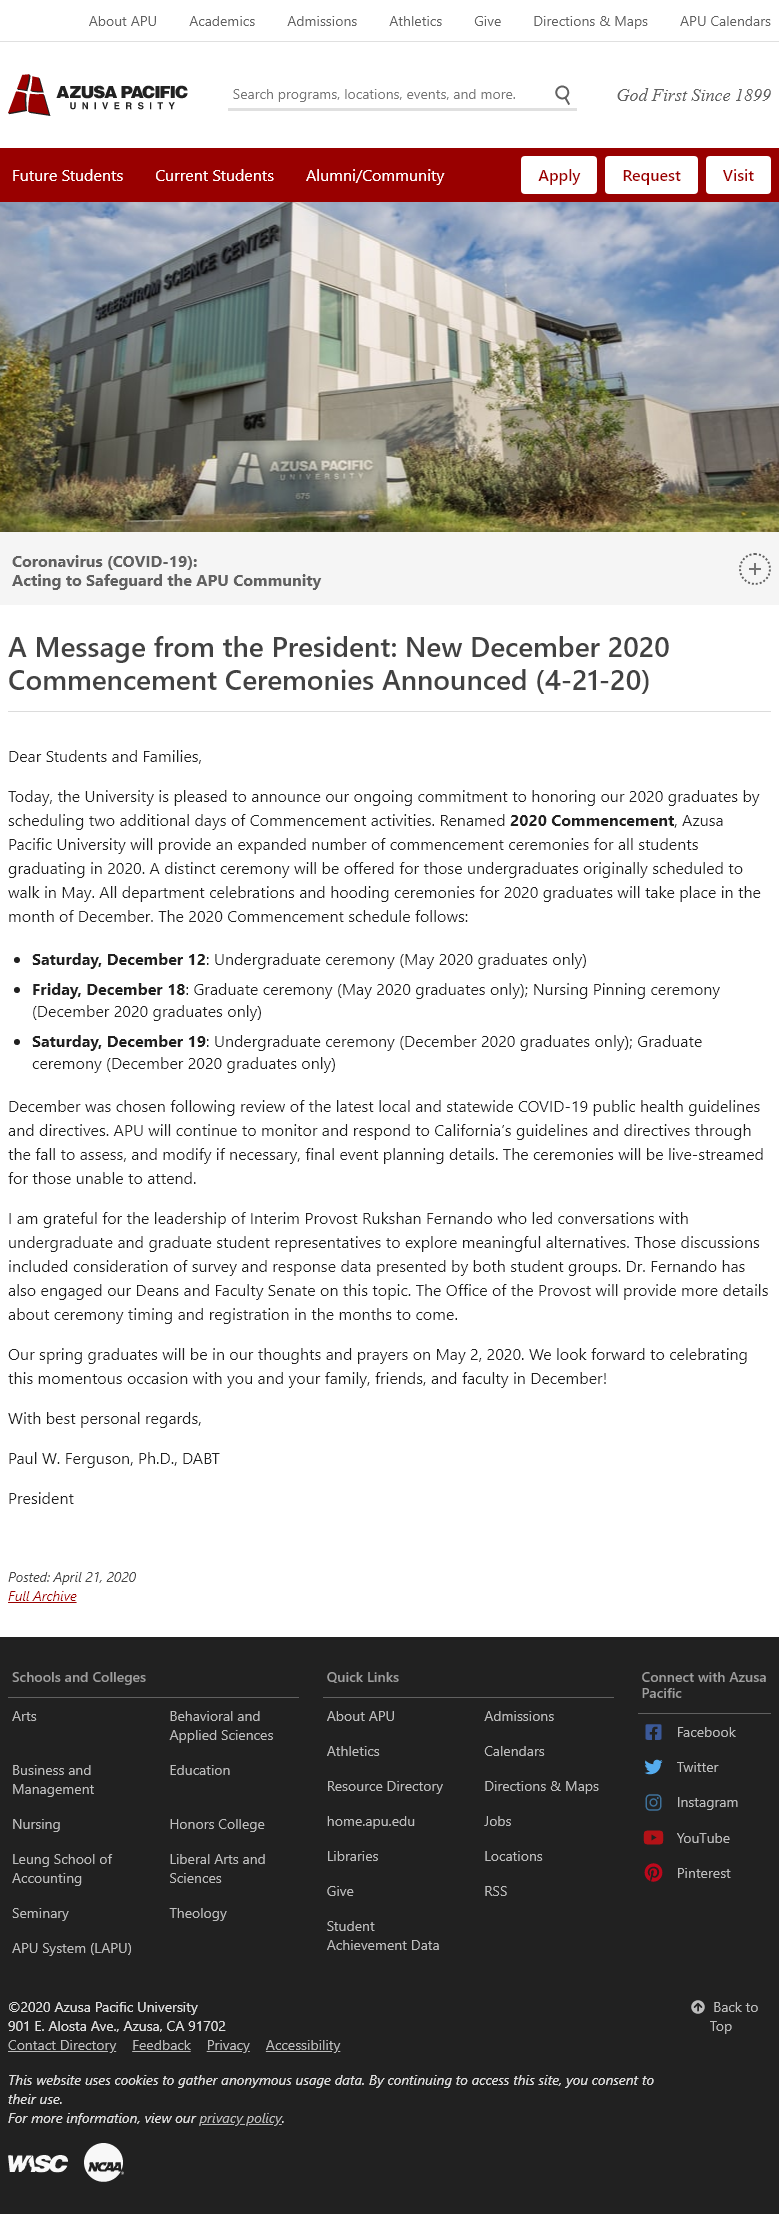 About APU Academics Admissions Athletics Give Directions & Maps APU Calendars
AZUSA PACIFIC
UNIVERSITY
Search programs, locations, events, and more.
God First Since 1899
Future Students Current Students Alumni/Community Apply Request Visit
SEGERSTROM SCIENCE CENTER
675
AZUSA PACIFIC
UNIVERSITY
675
Coronavirus (COVID-19):
Acting to Safeguard the APU Community
A Message from the President: New December 2020
Commencement Ceremonies Announced (4-21-20)
Dear Students and Families,
Today, the University is pleased to announce our ongoing commitment to honoring our 2020 graduates by
scheduling two additional days of Commencement activities. Renamed 2020 Commencement, Azusa
Pacific University will provide an expanded number of commencement ceremonies for all students
graduating in 2020. A distinct ceremony will be offered for those undergraduates originally scheduled to
walk in May. All department celebrations and hooding ceremonies for 2020 graduates will take place in the
month of December. The 2020 Commencement schedule follows:
• Saturday, December 12: Undergraduate ceremony (May 2020 graduates only)
• Friday, December 18: Graduate ceremony (May 2020 graduates only); Nursing Pinning ceremony
(December 2020 graduates only)
• Saturday, December 19: Undergraduate ceremony (December 2020 graduates only); Graduate
ceremony (December 2020 graduates only)
December was chosen following review of the latest local and statewide COVID-19 public health guidelines
and directives. APU will continue to monitor and respond to California’s guidelines and directives through
the fall to assess, and modify if necessary, final event planning details. The ceremonies will be live-streamed
for those unable to attend.
I am grateful for the leadership of Interim Provost Rukshan Fernando who led conversations with
undergraduate and graduate student representatives to explore meaningful alternatives. Those discussions
included consideration of survey and response data presented by both student groups. Dr. Fernando has
also engaged our Deans and Faculty Senate on this topic. The Office of the Provost will provide more details
about ceremony timing and registration in the months to come.
Our spring graduates will be in our thoughts and prayers on May 2, 2020. We look forward to celebrating
this momentous occasion with you and your family, friends, and faculty in December!
With best personal regards,
Paul W. Ferguson, Ph.D., DABT
President
Posted: April 21, 2020
Full Archive
Schools and Colleges
Arts
Behavioral and
Applied Sciences
Business and
Management
Education
Nursing
Honors College
Leung School of
Accounting
Liberal Arts and
Sciences
Seminary
Theology
APU System (LAPU)
Quick Links
About APU
Admissions
Athletics
Calendars
Resource Directory
Directions & Maps
home.apu.edu
Jobs
Libraries
Locations
Give
RSS
Student
Achievement Data
Connect with Azusa
Pacific
Facebook
Twitter
Instagram
YouTube
Pinterest
©2020 Azusa Pacific University
901 E. Alosta Ave., Azusa, CA 91702
Contact Directory Feedback Privacy Accessibility
Back to
Top
This website uses cookies to gather anonymous usage data. By continuing to access this site, you consent to
their use.
For more information, view our privacy policy.
WASC NCAA